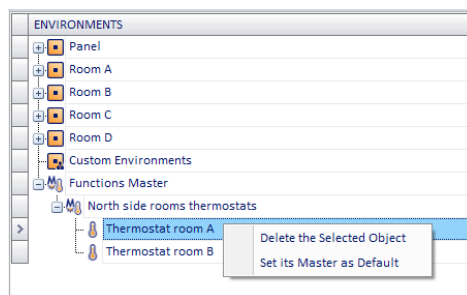 ENVIRONMENTS
Panel
Room A
Room B
Room C
Room D
Custom Environments
Functions Master
North side rooms thermostats
Thermostat room A
Delete the Selected Object
Thermostat room B
Set its Master as Default